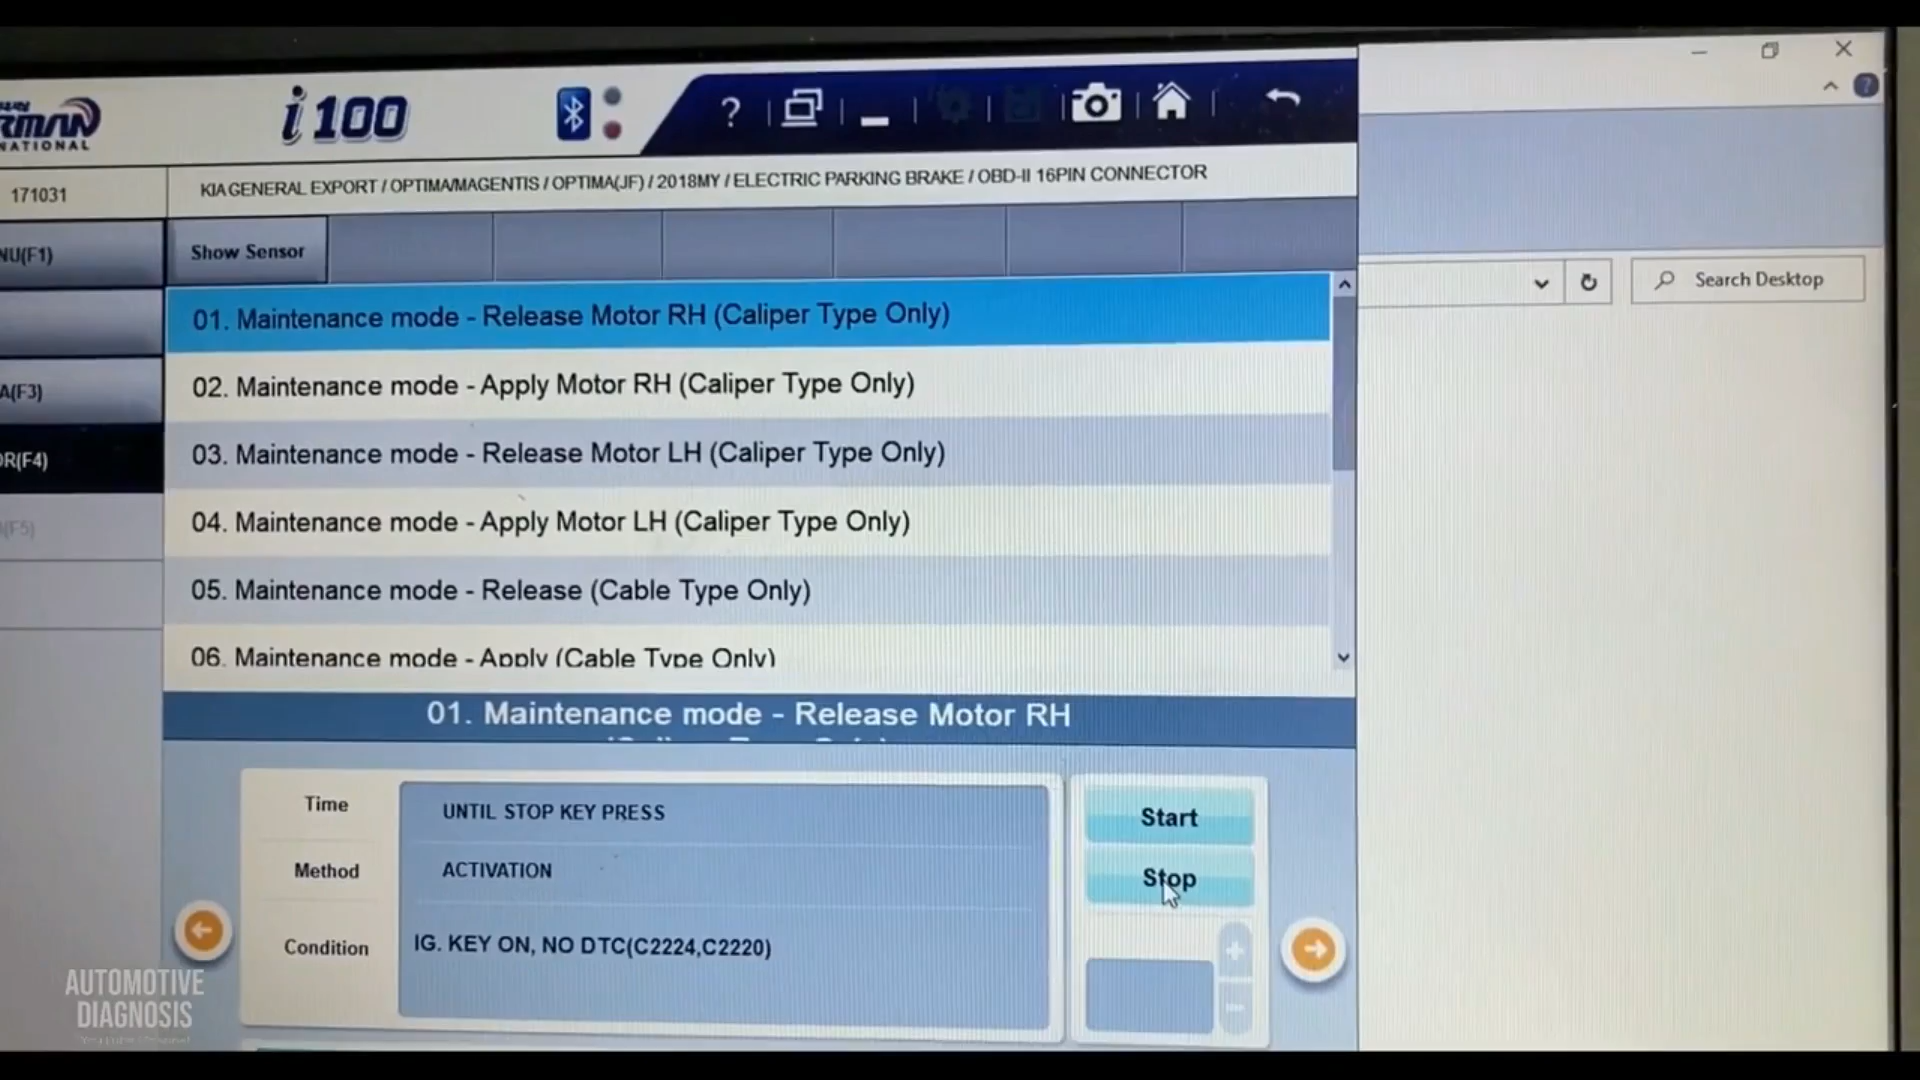 i100
RMAN
NATIONAL
?
171031
KIA GENERAL EXPORT / OPTIMA/MAGENTIS / OPTIMA(JF) / 2018MY / ELECTRIC PARKING BRAKE / OBD-II 16PIN CONNECTOR
NU(F1)
Show Sensor
Search Desktop
01. Maintenance mode - Release Motor RH (Caliper Type Only)
02. Maintenance mode - Apply Motor RH (Caliper Type Only)
A(F3)
03. Maintenance mode - Release Motor LH (Caliper Type Only)
OR(F4)
04. Maintenance mode - Apply Motor LH (Caliper Type Only)
(F5)
05. Maintenance mode - Release (Cable Type Only)
06. Maintenance mode - Apply (Cable Type Only)
01. Maintenance mode - Release Motor RH
Time
UNTIL STOP KEY PRESS
Start
Method
ACTIVATION
Stop
Condition
IG. KEY ON, NO DTC(C2224,C2220)
AUTOMOTIVE
DIAGNOSIS